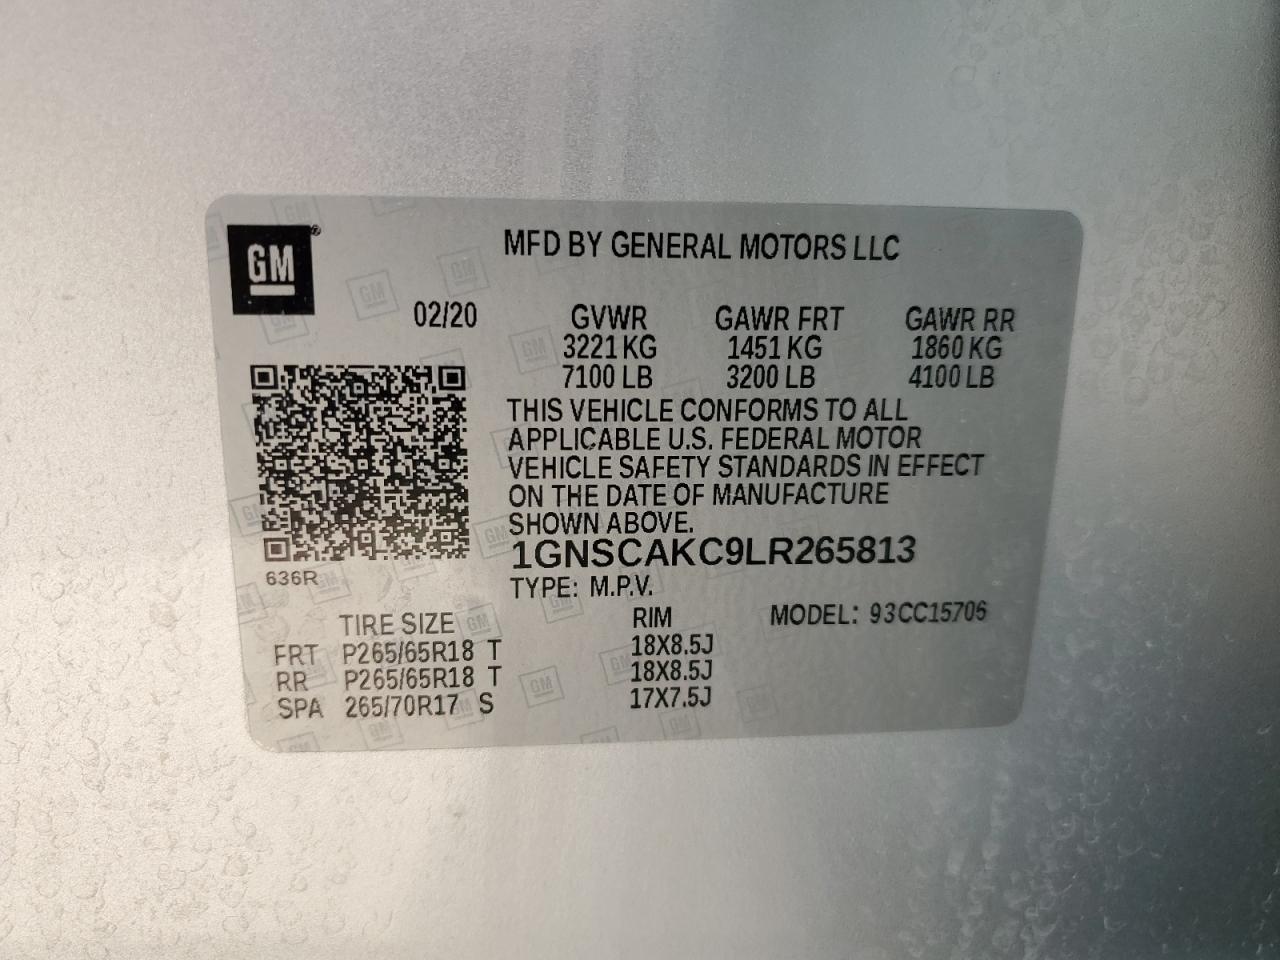 GM
MFD BY GENERAL MOTORS LLC
02/20 GVWR GAWR FRT GAWR RR
3221 KG 1451 KG 1860 KG
7100 LB 3200 LB 4100 LB
THIS VEHICLE CONFORMS TO ALL
APPLICABLE U.S. FEDERAL MOTOR
VEHICLE SAFETY STANDARDS IN EFFECT
ON THE DATE OF MANUFACTURE
SHOWN ABOVE.
1GNSCAKC9LR265813
636R
TYPE: M.P.V.
TIRE SIZE RIM MODEL: 93CC15706
FRT P265/65R18 T 18X8.5J
RR P265/65R18 T 18X8.5J
SPA 265/70R17 S 17X7.5J